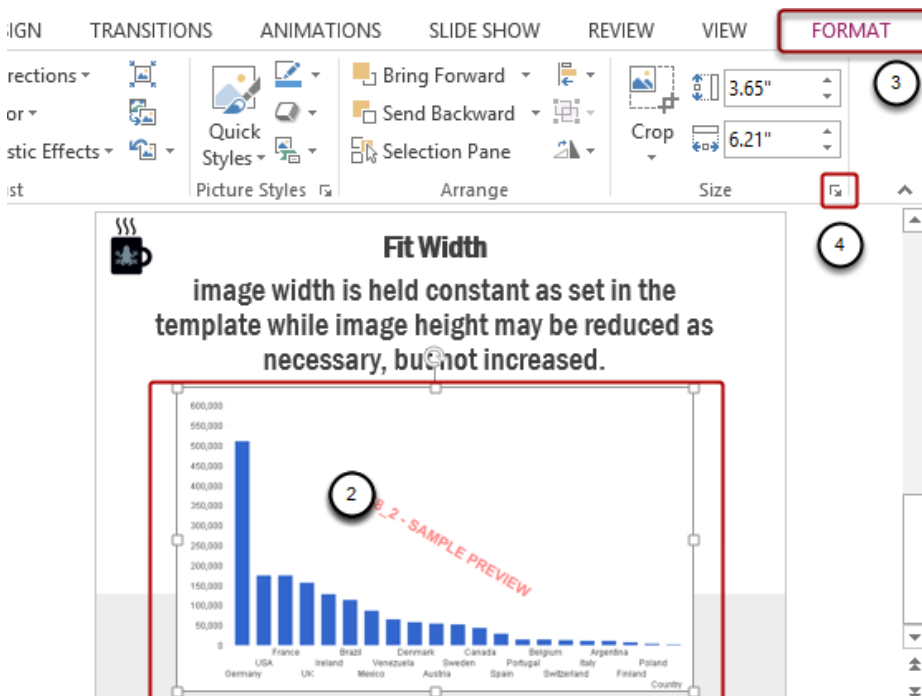 SIGN TRANSITIONS ANIMATIONS SLIDE SHOW REVIEW VIEW FORMAT
rections
or
stic Effects
Quick
Styles
Bring Forward
Send Backward
Selection Pane
Crop
3.65"
6.21"
3
st
Picture Styles
Arrange
Size
4
Fit Width
image width is held constant as set in the
template while image height may be reduced as
necessary, but not increased.
600,000
550,000
500,000
450,000
400,000
350,000
300,000
250,000
200,000
150,000
100,000
50,000
0
2
8_2 - SAMPLE PREVIEW
France Brazil Denmark Canada Belgium Argentina
USA Ireland Venezuela Sweden Portugal Italy Poland
Germany UK Mexico Austria Spain Switzerland Finland
Country